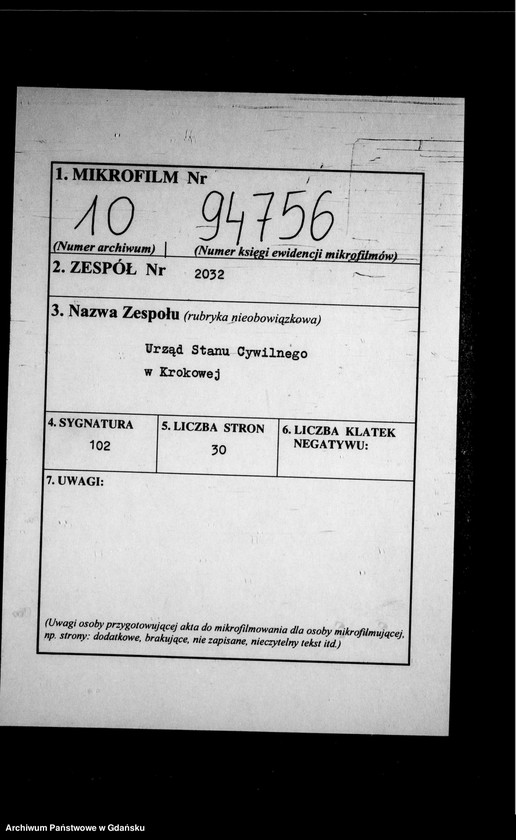 1. MIKROFILM Nr
10 94756
(Numer archiwum) (Numer księgi ewidencji mikrofilmów)
2. ZESPÓŁ Nr 2032
3. Nazwa Zespołu (rubryka nieobowiązkowa)
Urząd Stanu Cywilnego
w Krokowej
4. SYGNATURA 5. LICZBA STRON 6. LICZBA KLATEK
NEGATYWU:
102 30
7. UWAGI:
(Uwagi osoby przygotowującej akta do mikrofilmowania dla osoby mikrofilmującej,
np. strony: dodatkowe, brakujące, nie zapisane, nieczytelny tekst itd.)
Archiwum Państwowe w Gdańsku